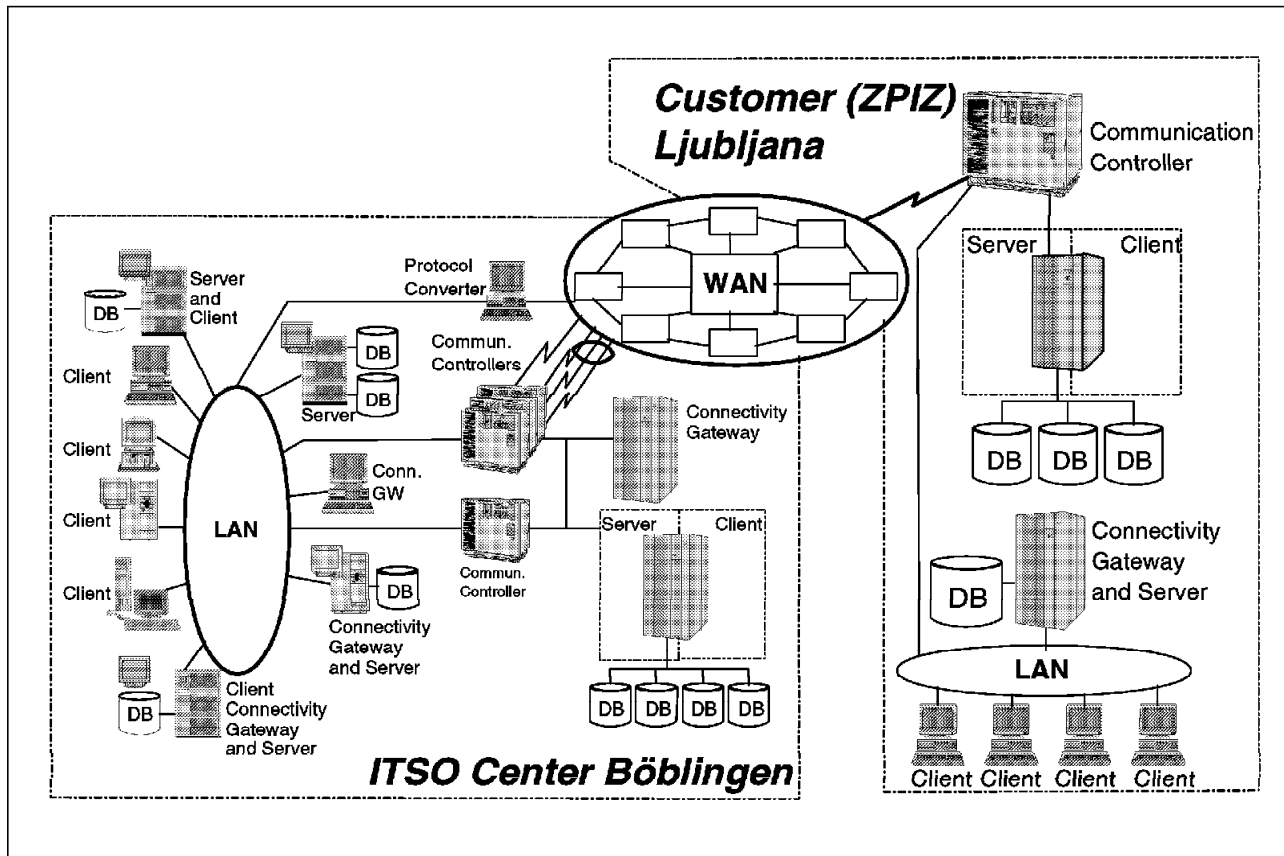 Customer (ZPIZ)
Ljubljana
Communication
Controller
Server
Client
WAN
Protocol
Converter
Server
and
Client
DB
DB
DB
Server
Commun.
Controllers
Client
Client
Client
Client
LAN
Conn.
GW
Connectivity
Gateway
Commun.
Controller
Server
Client
DB
Connectivity
Gateway
and Server
DB
Client
Connectivity
Gateway
and Server
DB
DB
DB
DB
ITSO Center Böblingen
DB
DB
DB
Connectivity
Gateway
and Server
DB
LAN
Client
Client
Client
Client